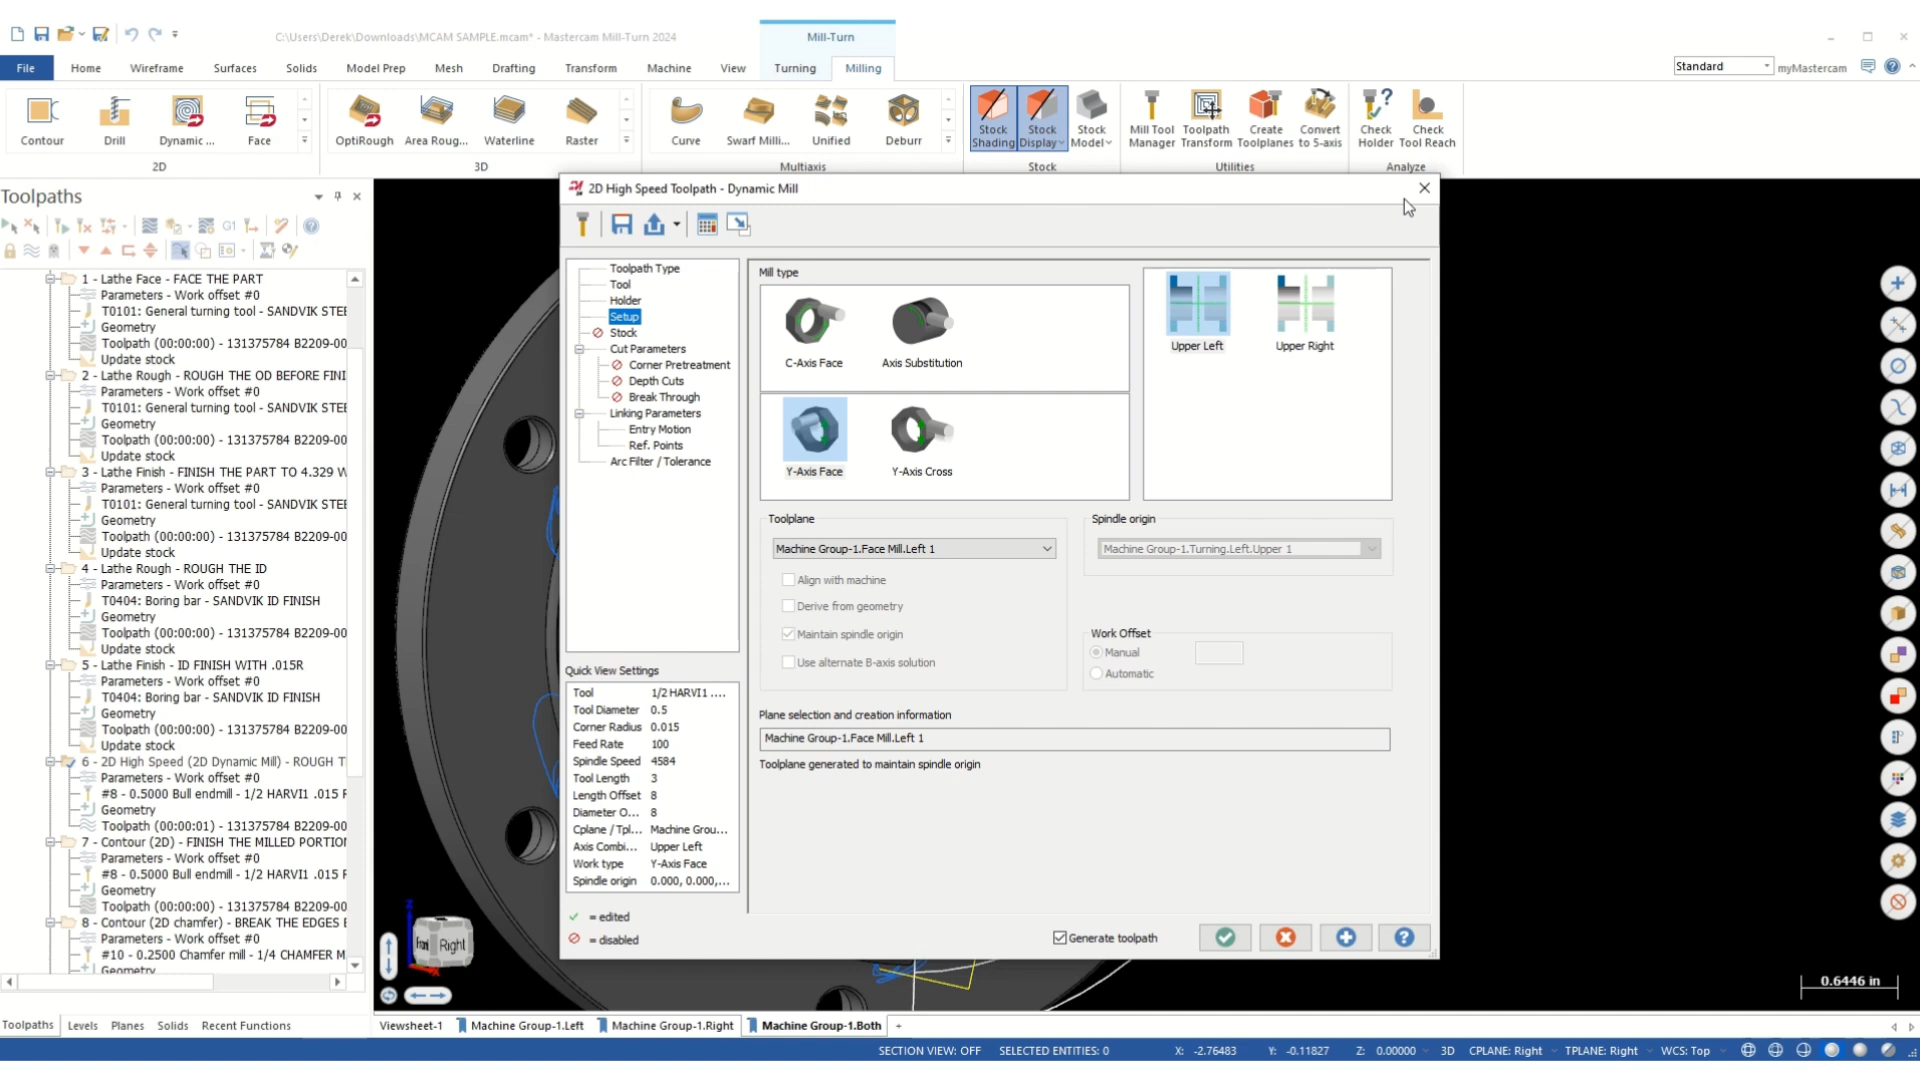 C:\Users\Derek\Downloads\MCAM SAMPLE.mcam* - Mastercam Mill-Turn 2024
Mill-Turn
File Home Wireframe Surfaces Solids Model Prep Mesh Drafting Transform Machine View Turning Milling
Standard myMastercam
Contour Drill Dynamic ... Face
OptiRough Area Roug... Waterline Raster
Curve Swarf Milli... Unified Deburr
Stock Shading Stock Display Stock Model
Mill Tool Manager Toolpath Transform Create Toolplanes Convert to 5-axis
Check Holder Check Tool Reach
2D 3D Multiaxis Stock Utilities Analyze
Toolpaths
G1
1 - Lathe Face - FACE THE PART
Parameters - Work offset #0
T0101: General turning tool - SANDVIK STEE
Geometry
Toolpath (00:00:00) - 131375784 B2209-00
Update stock
2 - Lathe Rough - ROUGH THE OD BEFORE FINI
Parameters - Work offset #0
T0101: General turning tool - SANDVIK STEE
Geometry
Toolpath (00:00:00) - 131375784 B2209-00
Update stock
3 - Lathe Finish - FINISH THE PART TO 4.329 W
Parameters - Work offset #0
T0101: General turning tool - SANDVIK STEE
Geometry
Toolpath (00:00:00) - 131375784 B2209-00
Update stock
4 - Lathe Rough - ROUGH THE ID
Parameters - Work offset #0
T0404: Boring bar - SANDVIK ID FINISH
Geometry
Toolpath (00:00:00) - 131375784 B2209-00
Update stock
5 - Lathe Finish - ID FINISH WITH .015R
Parameters - Work offset #0
T0404: Boring bar - SANDVIK ID FINISH
Geometry
Toolpath (00:00:00) - 131375784 B2209-00
Update stock
6 - 2D High Speed (2D Dynamic Mill) - ROUGH T
Parameters - Work offset #0
#8 - 0.5000 Bull endmill - 1/2 HARVI1 .015 F
Geometry
Toolpath (00:00:01) - 131375784 B2209-00
7 - Contour (2D) - FINISH THE MILLED PORTION
Parameters - Work offset #0
#8 - 0.5000 Bull endmill - 1/2 HARVI1 .015 F
Geometry
Toolpath (00:00:00) - 131375784 B2209-00
8 - Contour (2D chamfer) - BREAK THE EDGES E
Parameters - Work offset #0
#10 - 0.2500 Chamfer mill - 1/4 CHAMFER M
Geometry
Toolpaths Levels Planes Solids Recent Functions
2D High Speed Toolpath - Dynamic Mill
Toolpath Type
Tool
Holder
Setup
Stock
Cut Parameters
Corner Pretreatment
Depth Cuts
Break Through
Linking Parameters
Entry Motion
Ref. Points
Arc Filter / Tolerance
Quick View Settings
Tool 1/2 HARVI1 ....
Tool Diameter 0.5
Corner Radius 0.015
Feed Rate 100
Spindle Speed 4584
Tool Length 3
Length Offset 8
Diameter O... 8
Cplane / Tpl... Machine Grou...
Axis Combi... Upper Left
Work type Y-Axis Face
Spindle origin 0.000, 0.000,...
= edited
= disabled
Mill type
C-Axis Face Axis Substitution
Y-Axis Face Y-Axis Cross
Upper Left Upper Right
Toolplane
Machine Group-1.Face Mill.Left 1
Align with machine
Derive from geometry
Maintain spindle origin
Use alternate B-axis solution
Spindle origin
Machine Group-1.Turning.Left.Upper 1
Work Offset
Manual
Automatic
Plane selection and creation information
Machine Group-1.Face Mill.Left 1
Toolplane generated to maintain spindle origin
Generate toolpath
Front Right
0.6446 in
Viewsheet-1 Machine Group-1.Left Machine Group-1.Right Machine Group-1.Both +
SECTION VIEW: OFF SELECTED ENTITIES: 0 X: -2.76483 Y: -0.11827 Z: 0.00000 3D CPLANE: Right TPLANE: Right WCS: Top